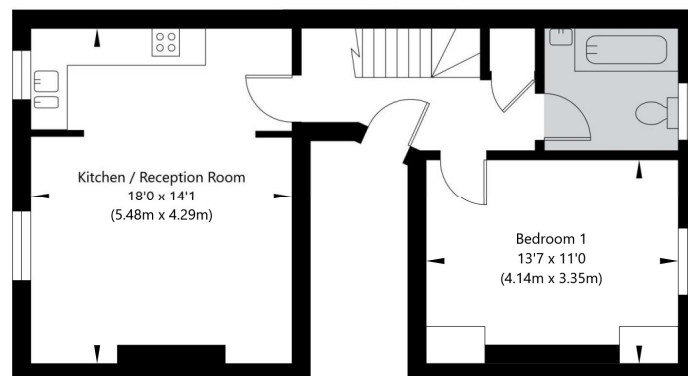 Kitchen / Reception Room
18'0 x 14'1
(5.48m x 4.29m)
Bedroom 1
13'7 x 11'0
(4.14m x 3.35m)